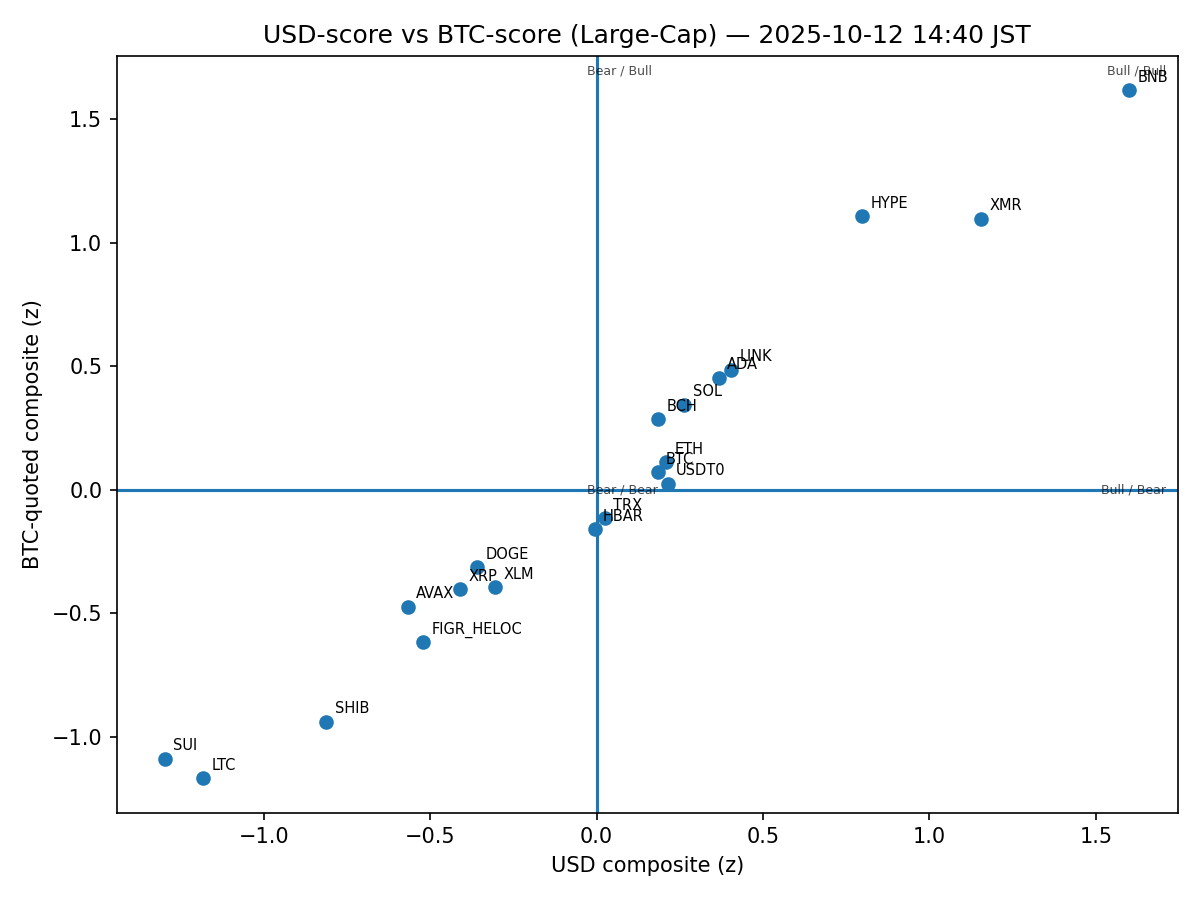 USD-score vs BTC-score (Large-Cap) — 2025-10-12 14:40 JST
Bear / Bull
Bull / Bull
BNB
1.5
HYPE
XMR
1.0
LINK
ADA
0.5
SOL
BCH
ETH
BTC
USDT0
0.0
Bear / Bear
Bull / Bear
TRX
HBAR
DOGE
XRP
XLM
AVAX
−0.5
FIGR_HELOC
SHIB
−1.0
SUI
LTC
−1.0
−0.5
0.0
0.5
1.0
1.5
USD composite (z)
BTC-quoted composite (z)